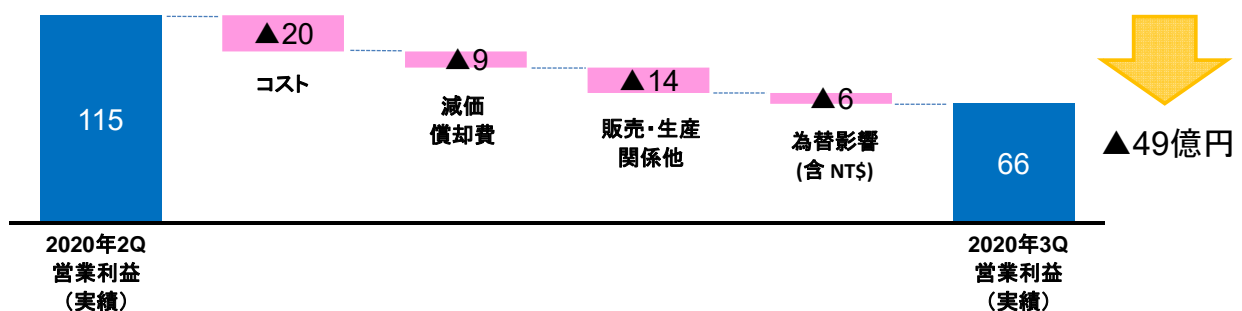 115
▲20
コスト
▲9
減価
償却費
▲14
販売・生産
関係他
▲6
為替影響
(含 NT$)
66
▲49億円
2020年2Q
営業利益
（実績）
2020年3Q
営業利益
（実績）